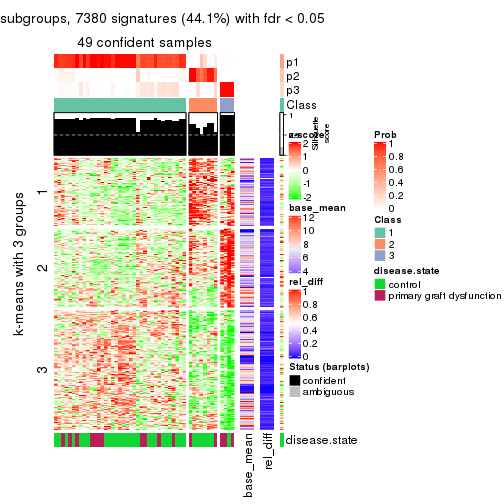 subgroups, 7380 signatures (44.1%) with fdr < 0.05
49 confident samples
p1
p2
p3
Class
1
Silhouette
score
k-means with 3 groups
1
2
3
z-score
2
1
0
-1
-2
base_mean
12
10
8
6
4
rel_diff
1
0.8
0.6
0.4
0.2
0
Status (barplots)
confident
ambiguous
Prob
1
0.8
0.6
0.4
0.2
0
Class
1
2
3
disease.state
control
primary graft dysfunction
disease.state
base_mean
rel_diff